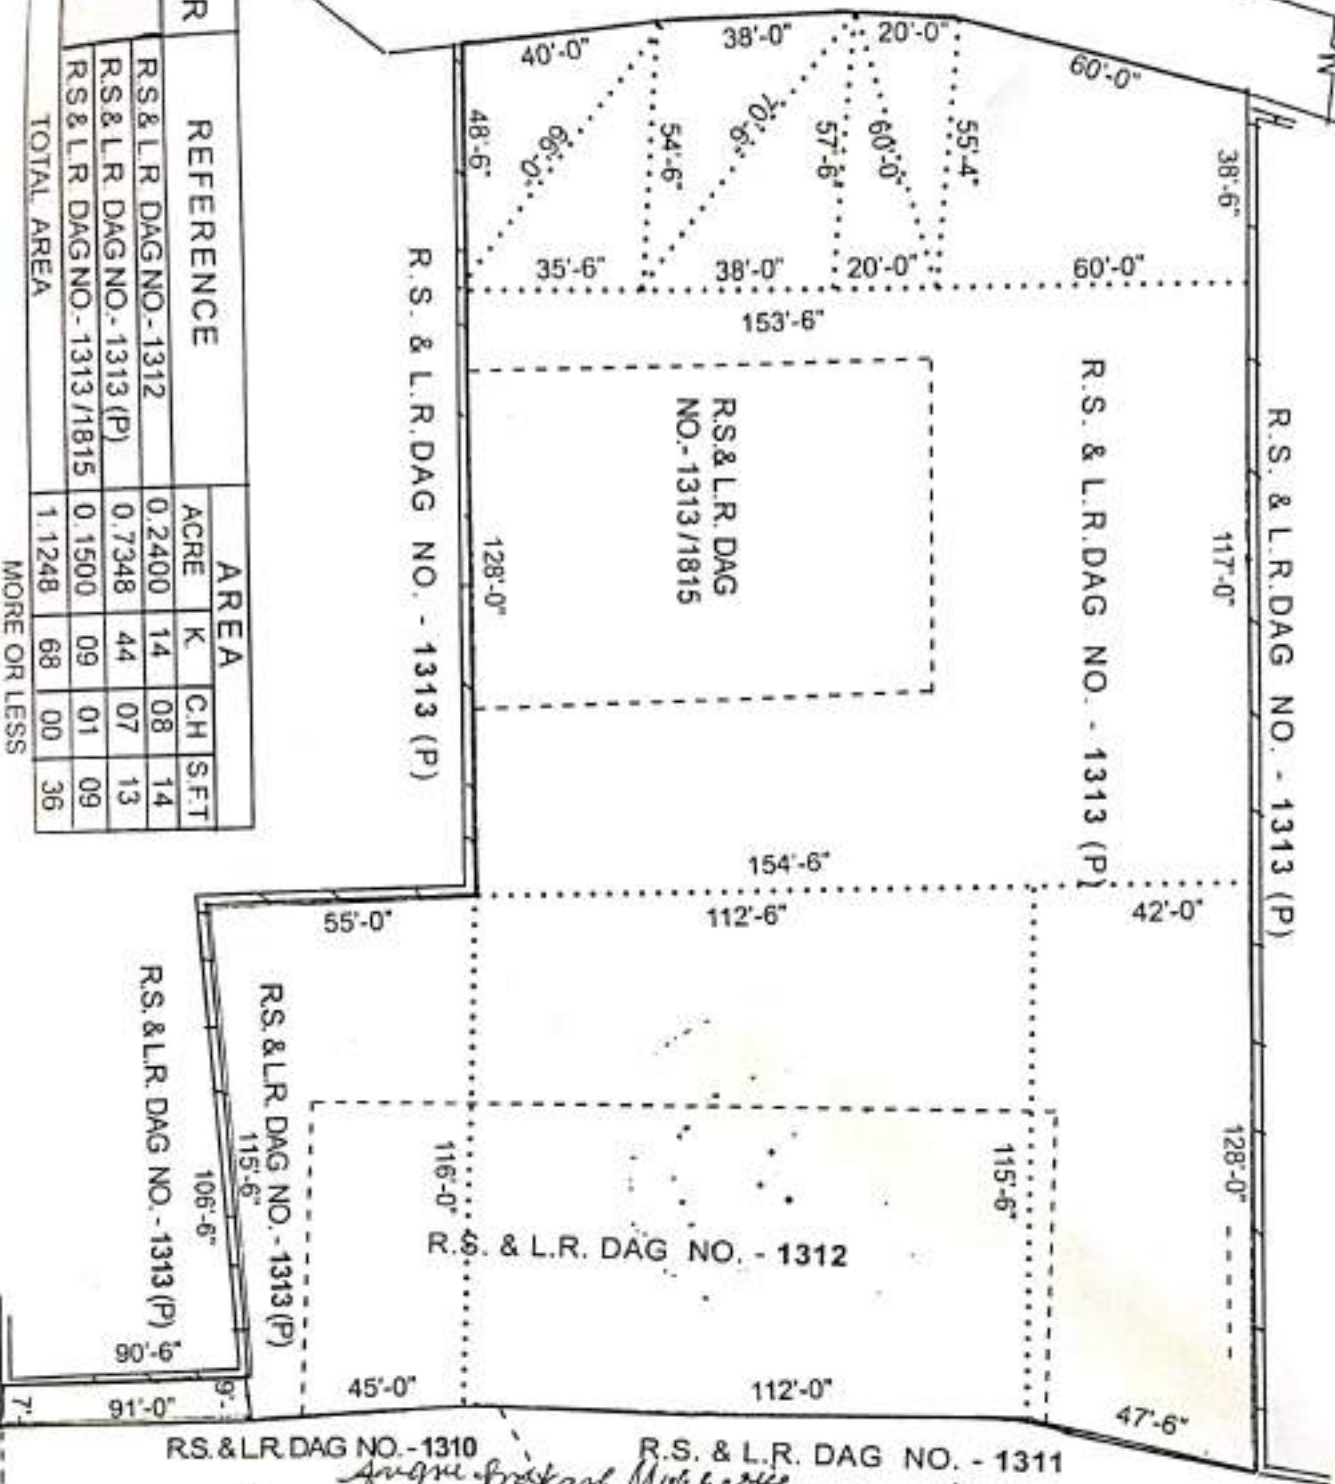 N
40'-0"
38'-0"
20'-0"
60'-0"
48'-6"
66'-0"
54'-6"
70'-9"
57'-6"
60'-0"
55'-4"
38'-6"
35'-6"
38'-0"
20'-0"
60'-0"
153'-6"
R.S. & L.R.DAG NO. - 1313 (P)
128'-0"
R.S.& L.R. DAG
NO.-1313/1815
R.S. & L.R.DAG NO. - 1313 (P)
117'-0"
R.S. & L.R.DAG NO. - 1313 (P)
154'-6"
55'-0"
112'-6"
42'-0"
R.S. & L.R. DAG NO. - 1313 (P)
106'-6"
115'-6"
R.S. & L.R. DAG NO. - 1313 (P)
116'-0"
115'-6"
128'-0"
R.S. & L.R. DAG NO. - 1312
90'-6"
91'-0"
7'
9'
45'-0"
112'-0"
47'-6"
R.S.&L.R. DAG NO.-1310
R.S. & L.R. DAG NO. - 1311
R
REFERENCE AREA
ACRE K. C.H S.F.T
R.S.& L.R. DAG NO.- 1312 0.2400 14 08 14
R.S.& L.R. DAG NO.- 1313 (P) 0.7348 44 07 13
R.S.& L.R. DAG NO.- 1313/1815 0.1500 09 01 09
TOTAL AREA 1.1248 68 00 36
MORE OR LESS